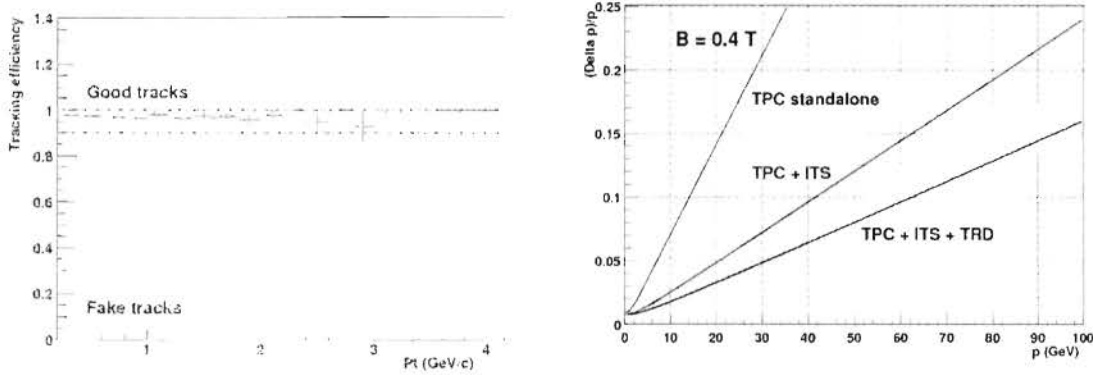 Tracking efficiency
1.4
1.2
1
0.8
0.6
0.4
0.2
0
Good tracks
Fake tracks
1
2
3
4
Pt (GeV/c)
(Delta p)/p
0.25
0.2
0.15
0.1
0.05
0
B = 0.4 T
TPC standalone
TPC + ITS
TPC + ITS + TRD
0 10 20 30 40 50 60 70 80 90 100
p (GeV)